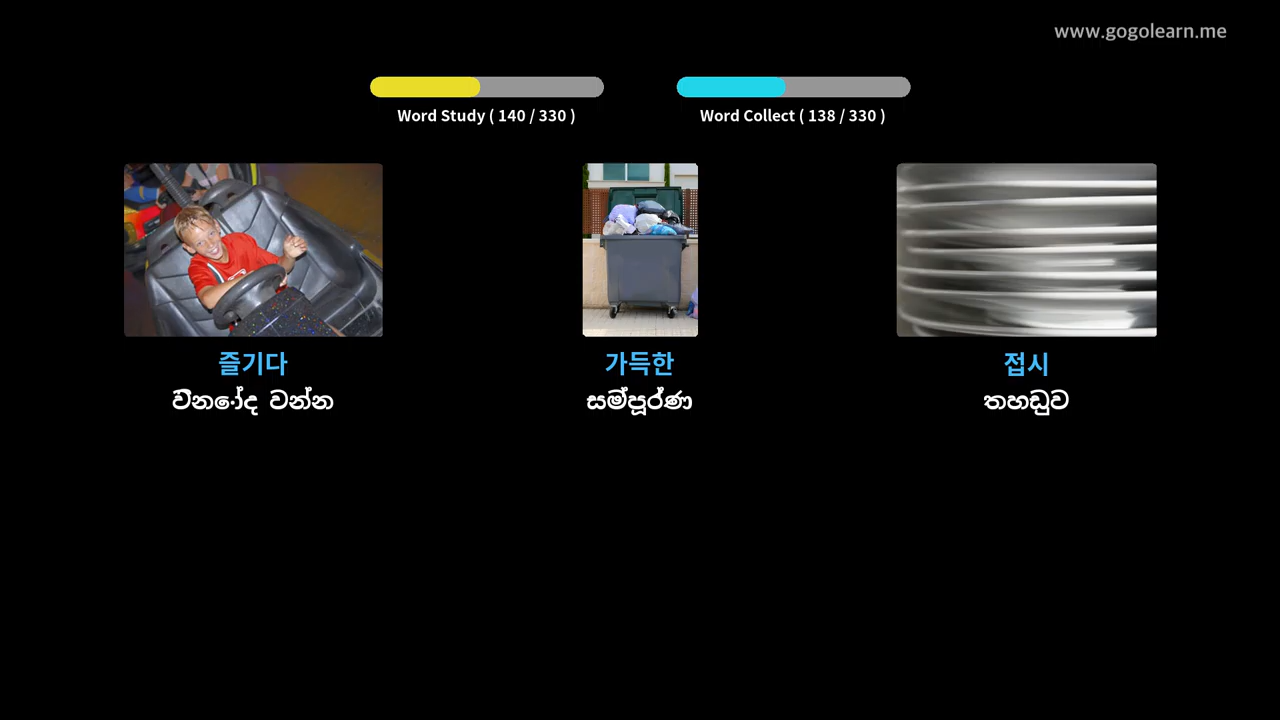 www.gogolearn.me
Word Study ( 140 / 330 )
Word Collect ( 138 / 330 )
즐기다
가득한
접시
විනෝද වන්න
සම්පූර්ණ
තහඩුව